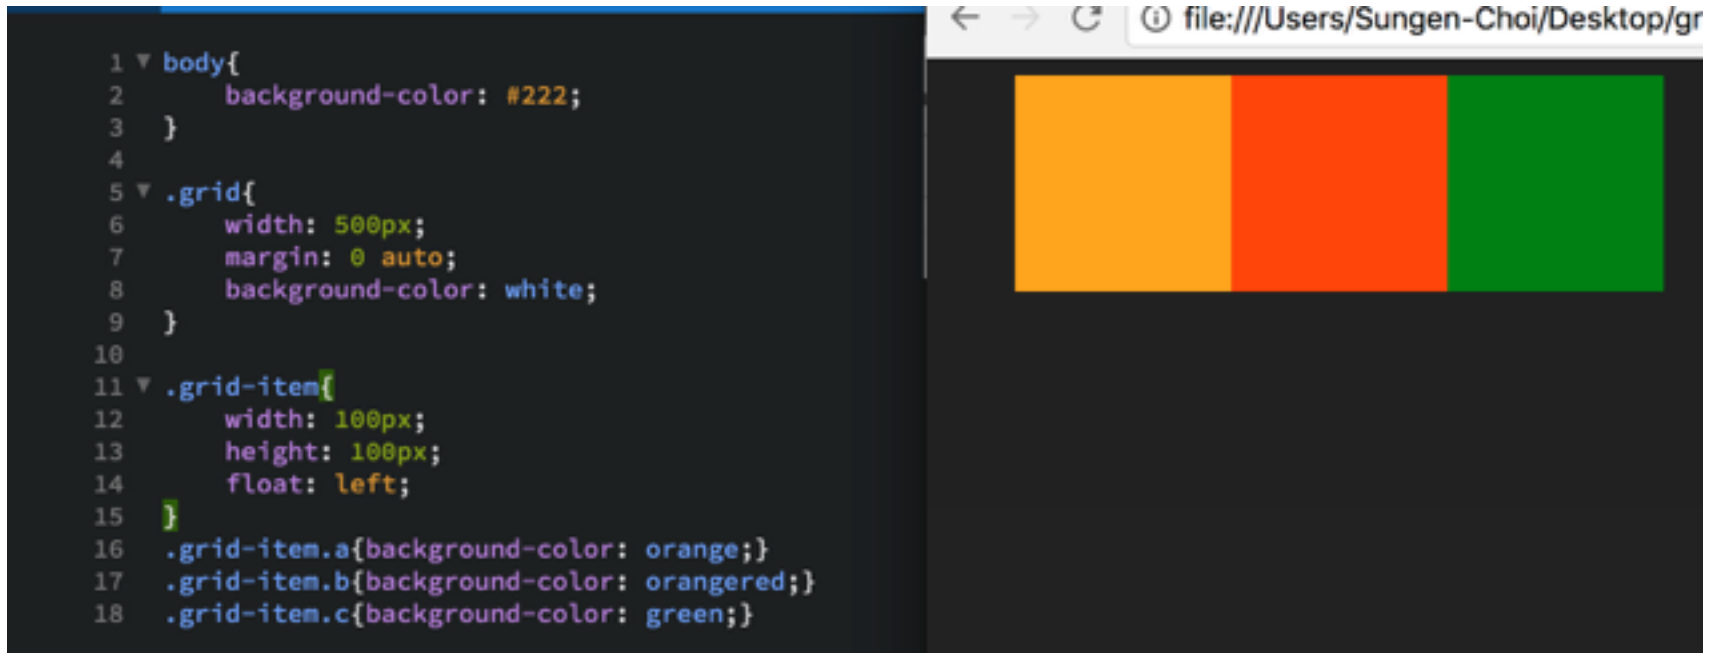 1 body{
2 background-color: #222;
3 }
4
5 .grid{
6 width: 500px;
7 margin: 0 auto;
8 background-color: white;
9 }
10
11 .grid-item{
12 width: 100px;
13 height: 100px;
14 float: left;
15 }
16 .grid-item.a{background-color: orange;}
17 .grid-item.b{background-color: orangered;}
18 .grid-item.c{background-color: green;}
file:///Users/Sungen-Choi/Desktop/gr